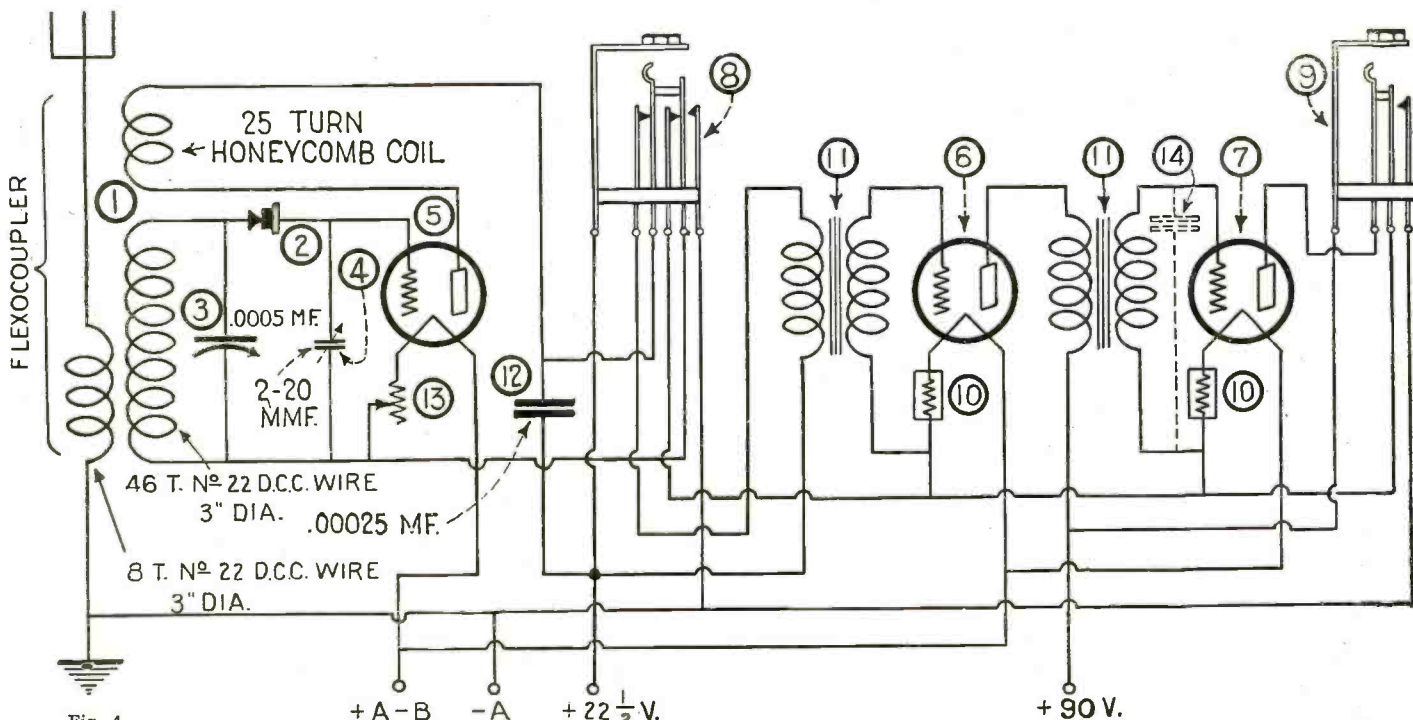 FLEXOCOUPLER
1
25 TURN
HONEYCOMB COIL
2
3
.0005 MF.
4
2-20
MMF.
5
13
12
.00025 MF.
46 T. Nº 22 D.C.C. WIRE
3" DIA.
8 T. Nº 22 D.C.C. WIRE
3" DIA.
8
11
6
10
11
14
7
10
9
+ A - B
- A
+ 22 1/2 V.
+ 90 V.